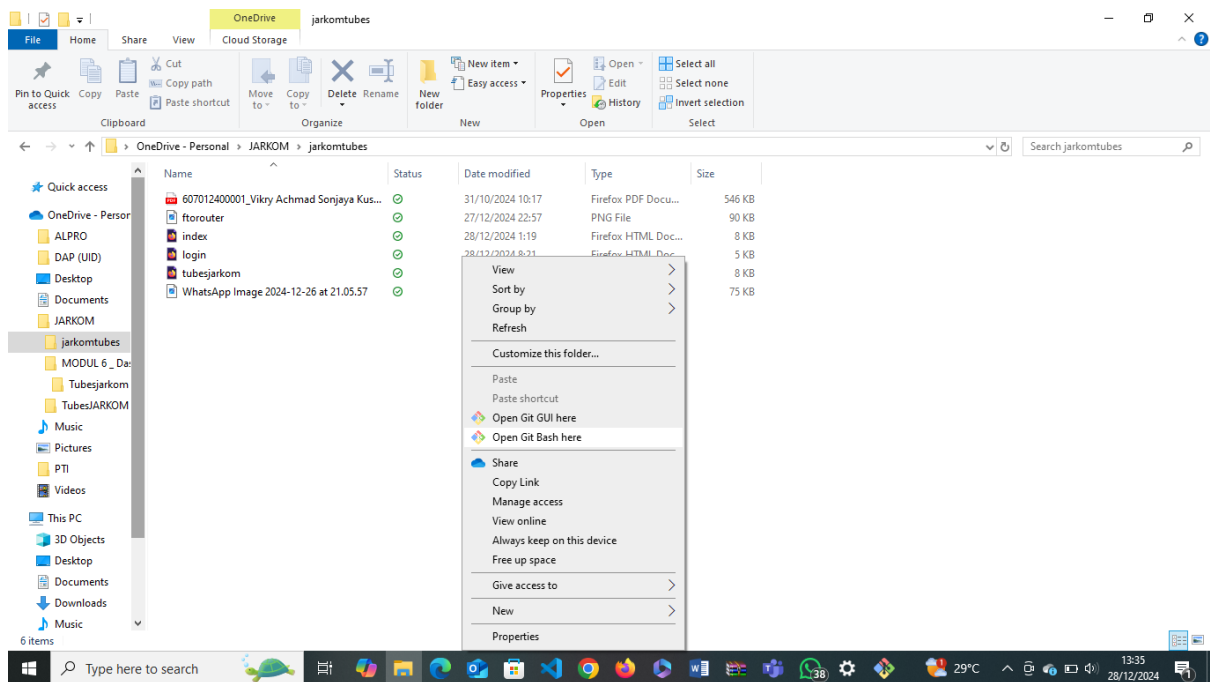 OneDrive jarkomtubes
File Home Share View Cloud Storage
Pin to Quick access
Copy
Paste
Cut
Copy path
Paste shortcut
Clipboard
Move to
Copy to
Delete
Rename
Organize
New folder
New item
Easy access
New
Properties
Open
Edit
History
Open
Select all
Select none
Invert selection
Select
OneDrive - Personal > JARKOM > jarkomtubes
Search jarkomtubes
Quick access
OneDrive - Person
ALPRO
DAP (UID)
Desktop
Documents
JARKOM
jarkomtubes
MODUL 6 _ Da
Tubesjarkom
TubesJARKOM
Music
Pictures
PTI
Videos
This PC
3D Objects
Desktop
Documents
Downloads
Music
Name Status Date modified Type Size
607012400001_Vikry Achmad Sonjaya Kus... 31/10/2024 10:17 Firefox PDF Docu... 546 KB
ftorouter 27/12/2024 22:57 PNG File 90 KB
index 28/12/2024 1:19 Firefox HTML Doc... 8 KB
login 28/12/2024 8:21 Firefox HTML Doc... 5 KB
tubesjarkom 8 KB
WhatsApp Image 2024-12-26 at 21.05.57 75 KB
View
Sort by
Group by
Refresh
Customize this folder...
Paste
Paste shortcut
Open Git GUI here
Open Git Bash here
Share
Copy Link
Manage access
View online
Always keep on this device
Free up space
Give access to
New
Properties
6 items
Type here to search
38
29°C
13:35
28/12/2024
1